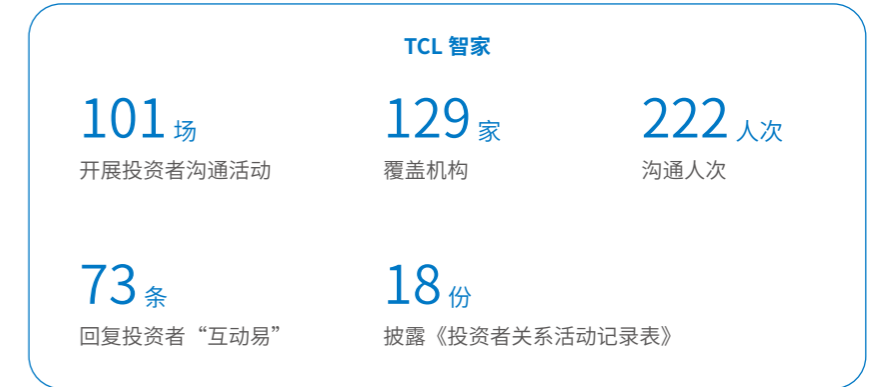 TCL 智家
101 场
129 家
222 人次
开展投资者沟通活动
覆盖机构
沟通人次
73 条
18 份
回复投资者“互动易”
披露《投资者关系活动记录表》